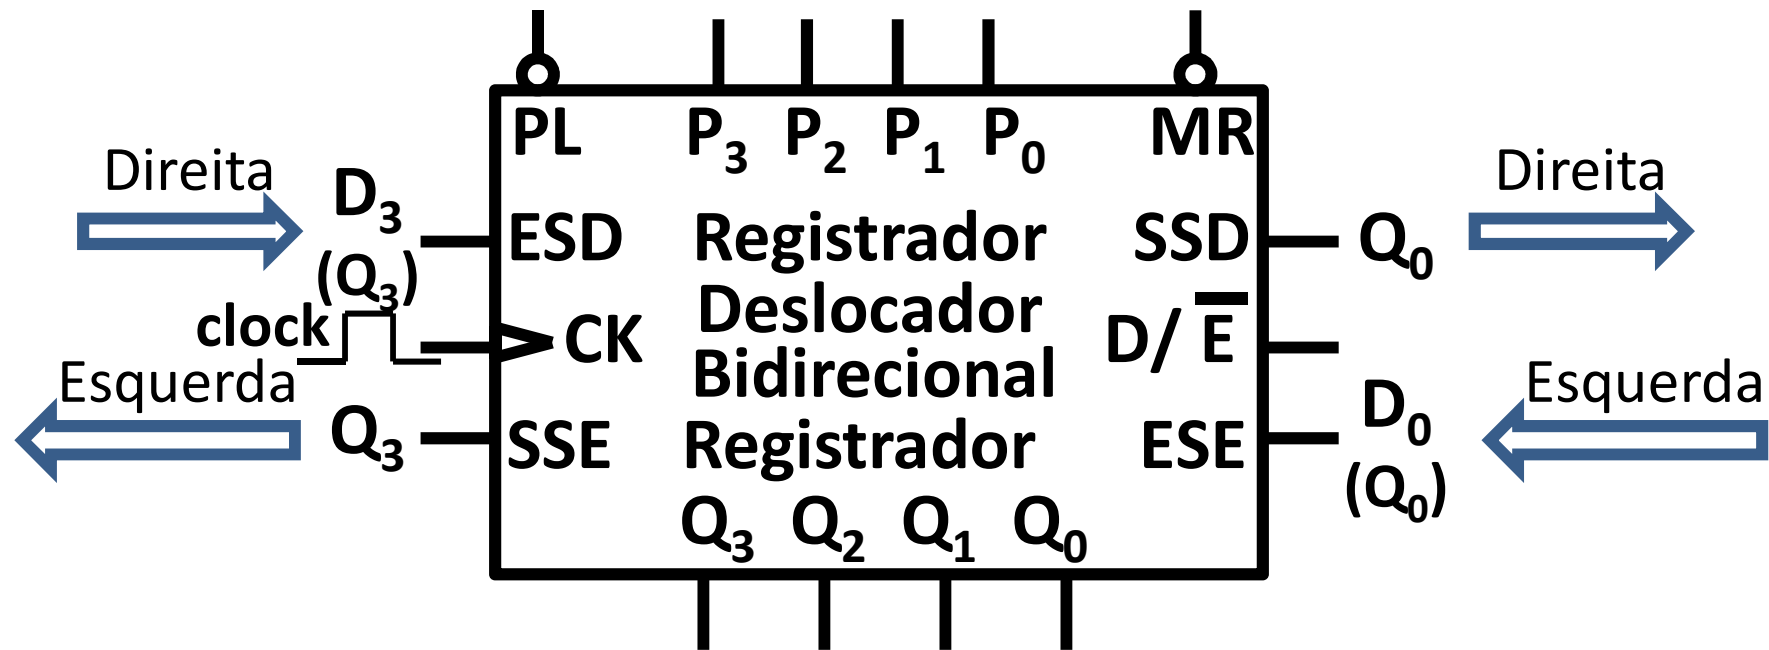 PL P₃ P₂ P₁ P₀ MR
Direita D₃ ESD Registrador SSD Q₀ Direita
(Q₃)
clock CK Deslocador D/ E̅
Esquerda Bidirecional D₀ Esquerda
Q₃ SSE Registrador ESE
(Q₀)
Q₃ Q₂ Q₁ Q₀